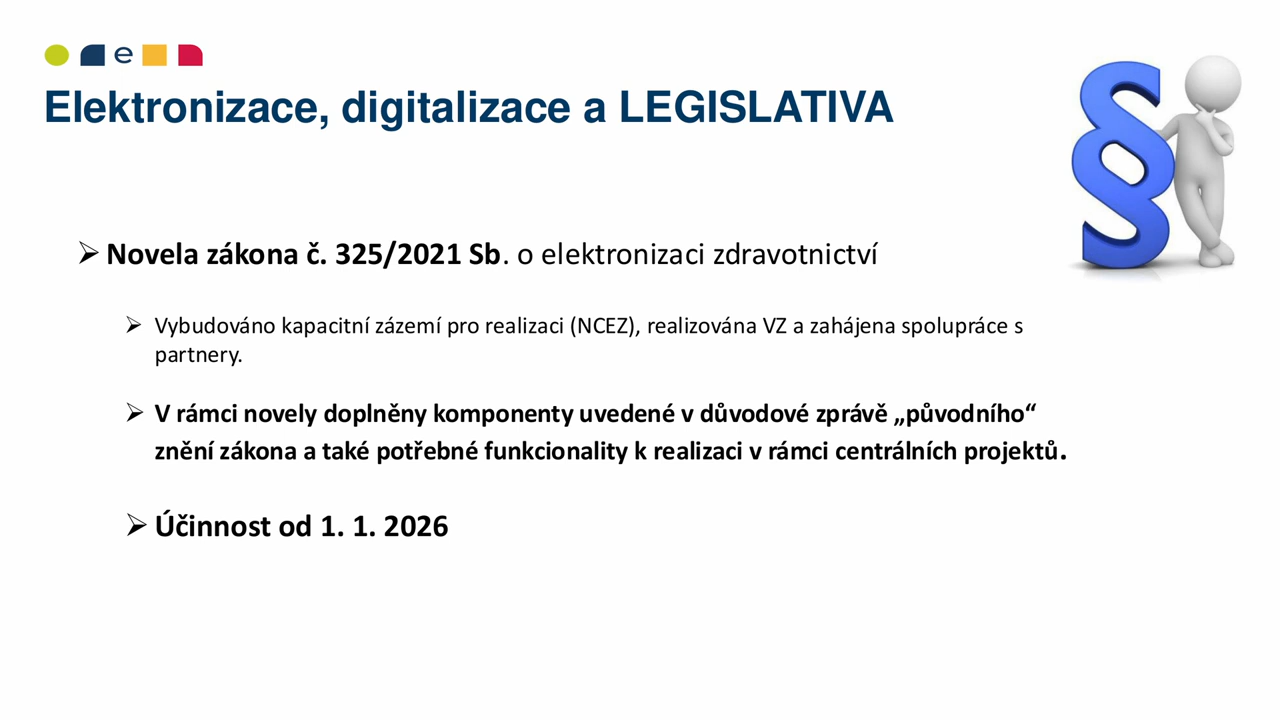 e
Elektronizace, digitalizace a LEGISLATIVA
§
➢ Novela zákona č. 325/2021 Sb. o elektronizaci zdravotnictví
➢ Vybudováno kapacitní zázemí pro realizaci (NCEZ), realizována VZ a zahájena spolupráce s
partnery.
➢ V rámci novely doplněny komponenty uvedené v důvodové zprávě „původního“
znění zákona a také potřebné funkcionality k realizaci v rámci centrálních projektů.
➢ Účinnost od 1. 1. 2026